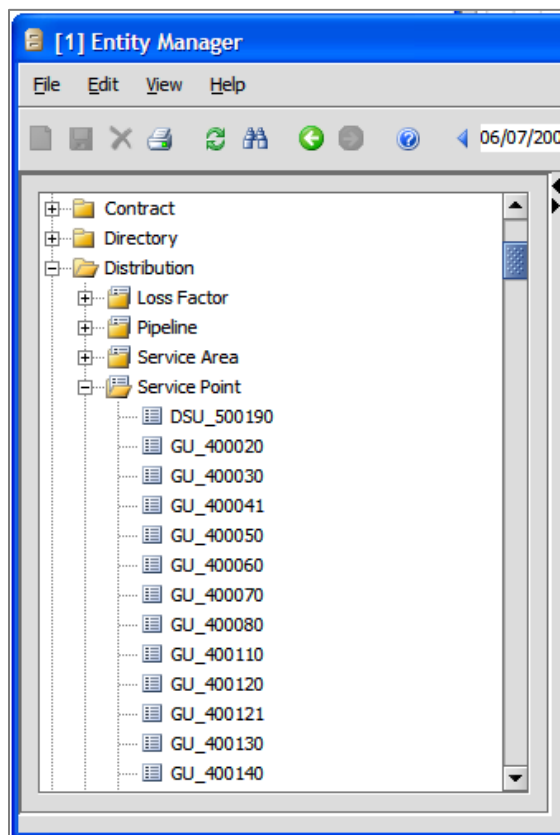 [1] Entity Manager
File Edit View Help
06/07/200
Contract
Directory
Distribution
Loss Factor
Pipeline
Service Area
Service Point
DSU_500190
GU_400020
GU_400030
GU_400041
GU_400050
GU_400060
GU_400070
GU_400080
GU_400110
GU_400120
GU_400121
GU_400130
GU_400140